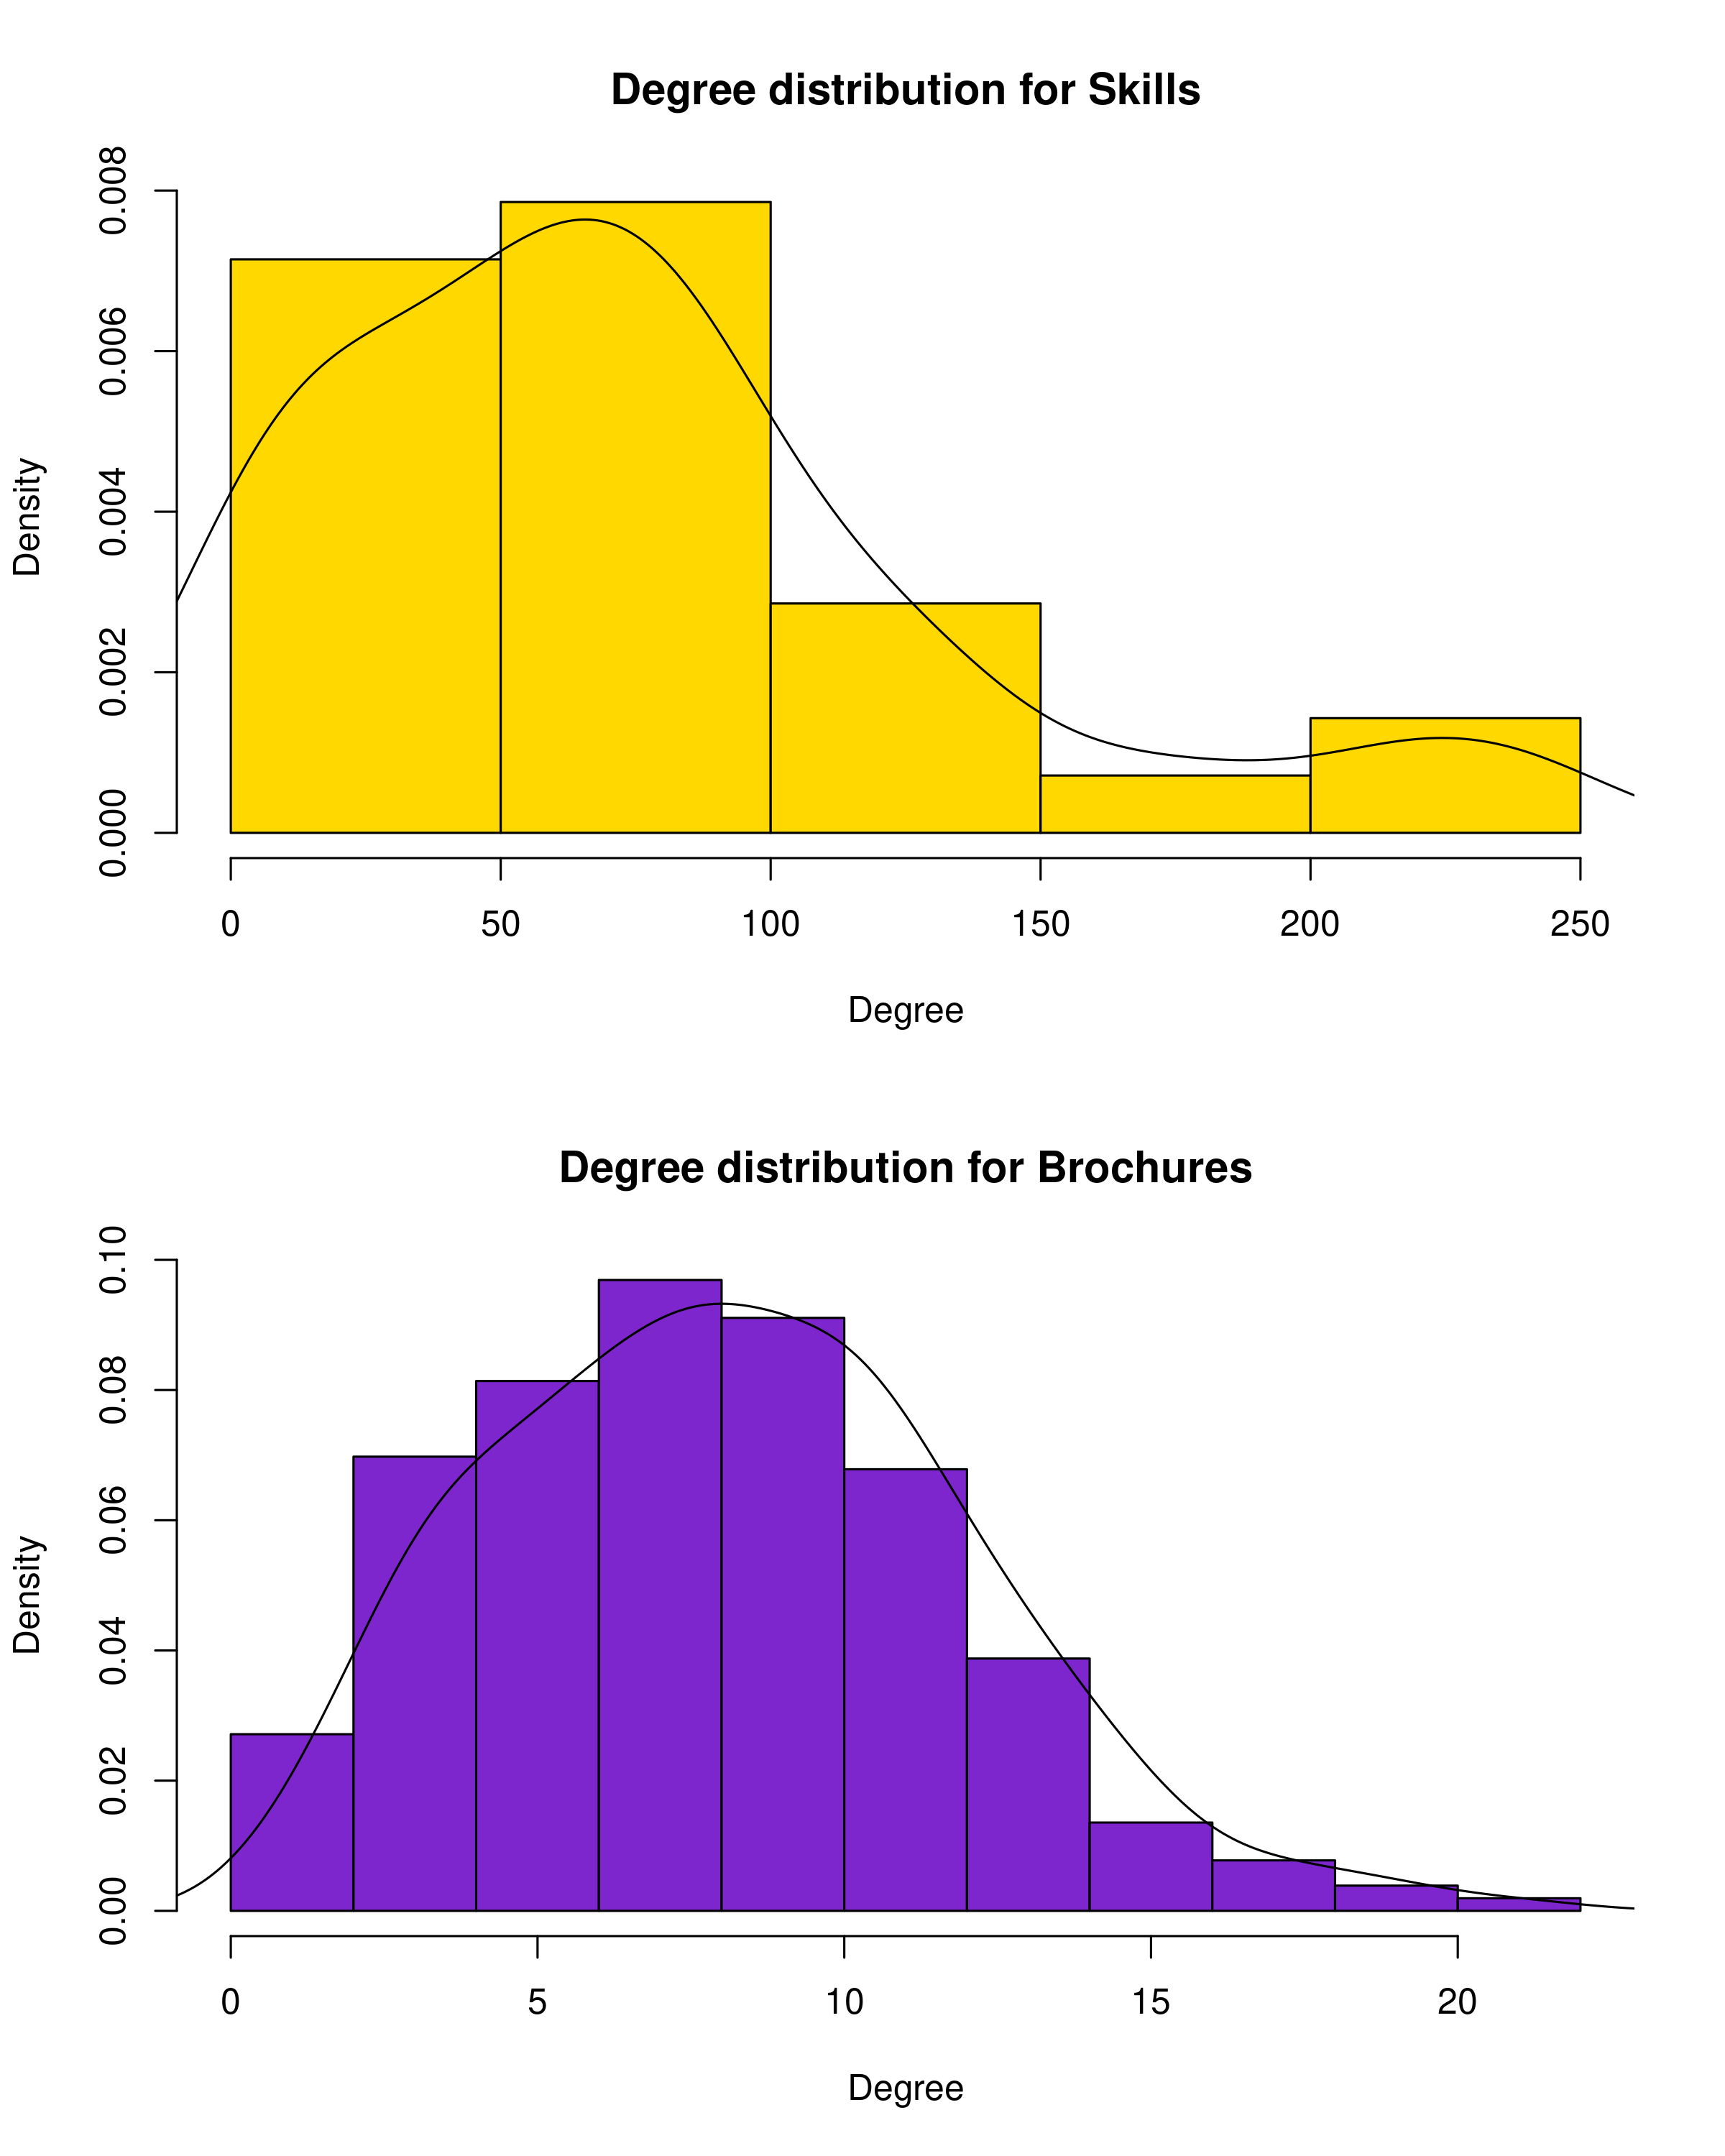 Degree distribution for Skills
Density
0.000 0.002 0.004 0.006 0.008
0 50 100 150 200 250
Degree
Degree distribution for Brochures
Density
0.00 0.02 0.04 0.06 0.08 0.10
0 5 10 15 20
Degree